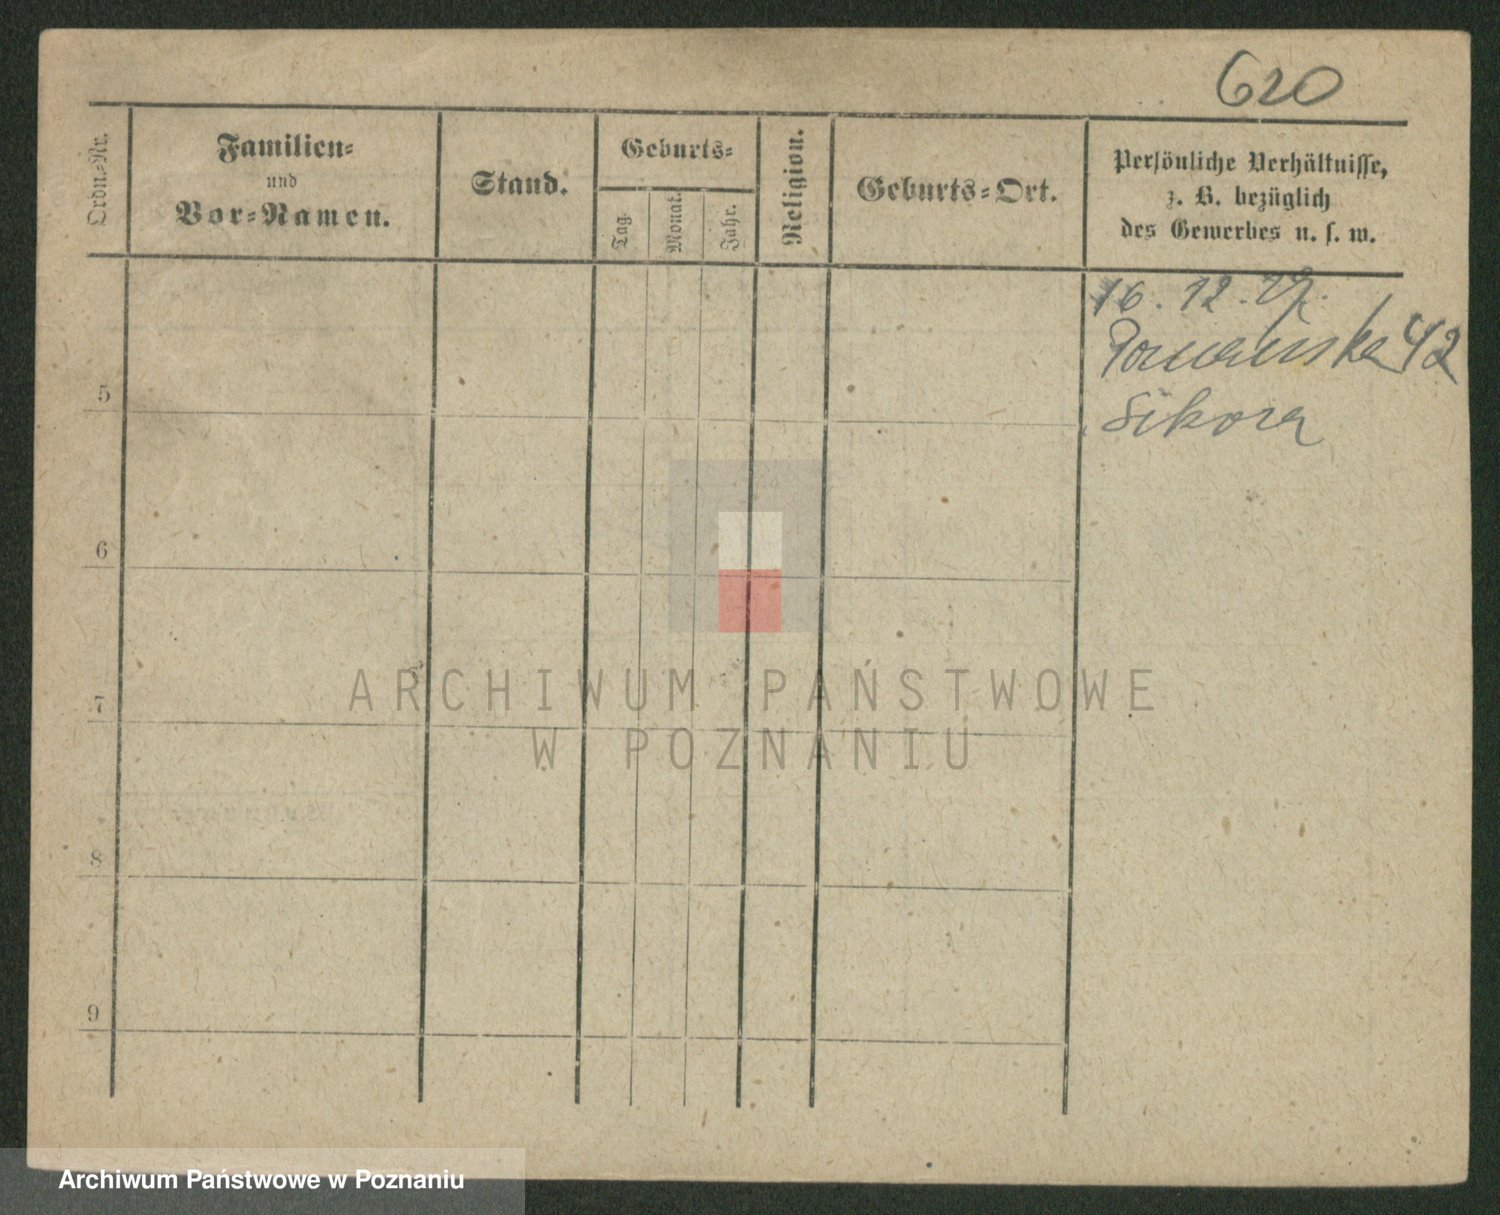 620
Ordn.-Nr.
Familien-
und
Vor-Namen.
Stand.
Geburts-
Tag.
Monat.
Jahr.
Religion.
Geburts-Ort.
Persönliche Verhältnisse,
z. B. bezüglich
des Gewerbes u. s. w.
16. 12.
42
Sikora
5
6
7
8
9
ARCHIWUM PAŃSTWOWE
W POZNANIU
Archiwum Państwowe w Poznaniu